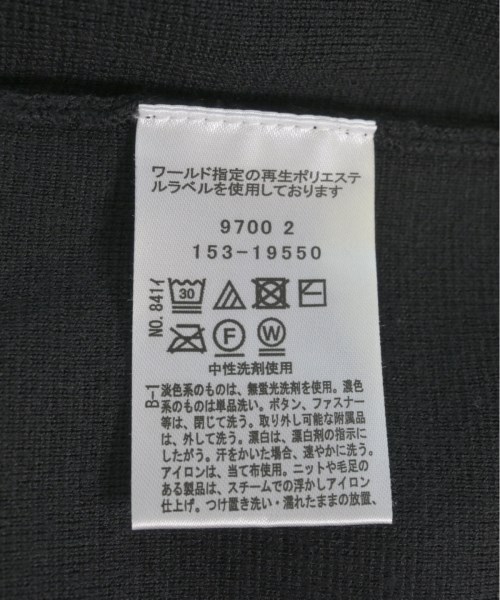 ワールド指定の再生ポリエステ
ルラベルを使用しております
9700 2
153-19550
NO.841イ
30
F
W
中性洗剤使用
B-1
淡色系のものは、無蛍光洗剤を使用。濃色
系のものは単品洗い。ボタン、ファスナー
等は、閉じて洗う。取り外し可能な附属品
は、外して洗う。漂白は、漂白剤の指示に
したがう。汗をかいた場合、速やかに洗う。
アイロンは、当て布使用。ニットや毛足の
ある製品は、スチームでの浮かしアイロン
仕上げ。つけ置き洗い・濡れたままの放置、